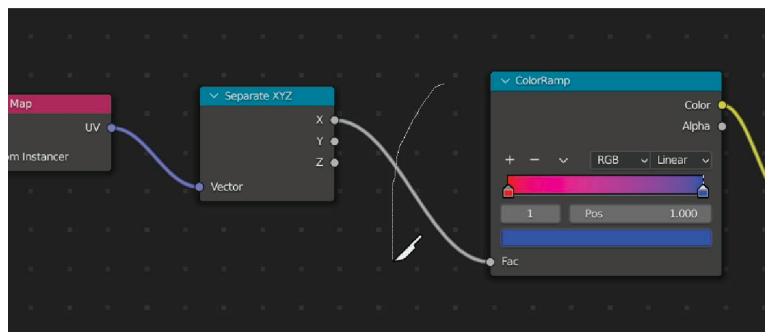 Map
UV
om Instancer
Separate XYZ
X
Y
Z
Vector
ColorRamp
Color
Alpha
+ − RGB Linear
1 Pos 1.000
Fac